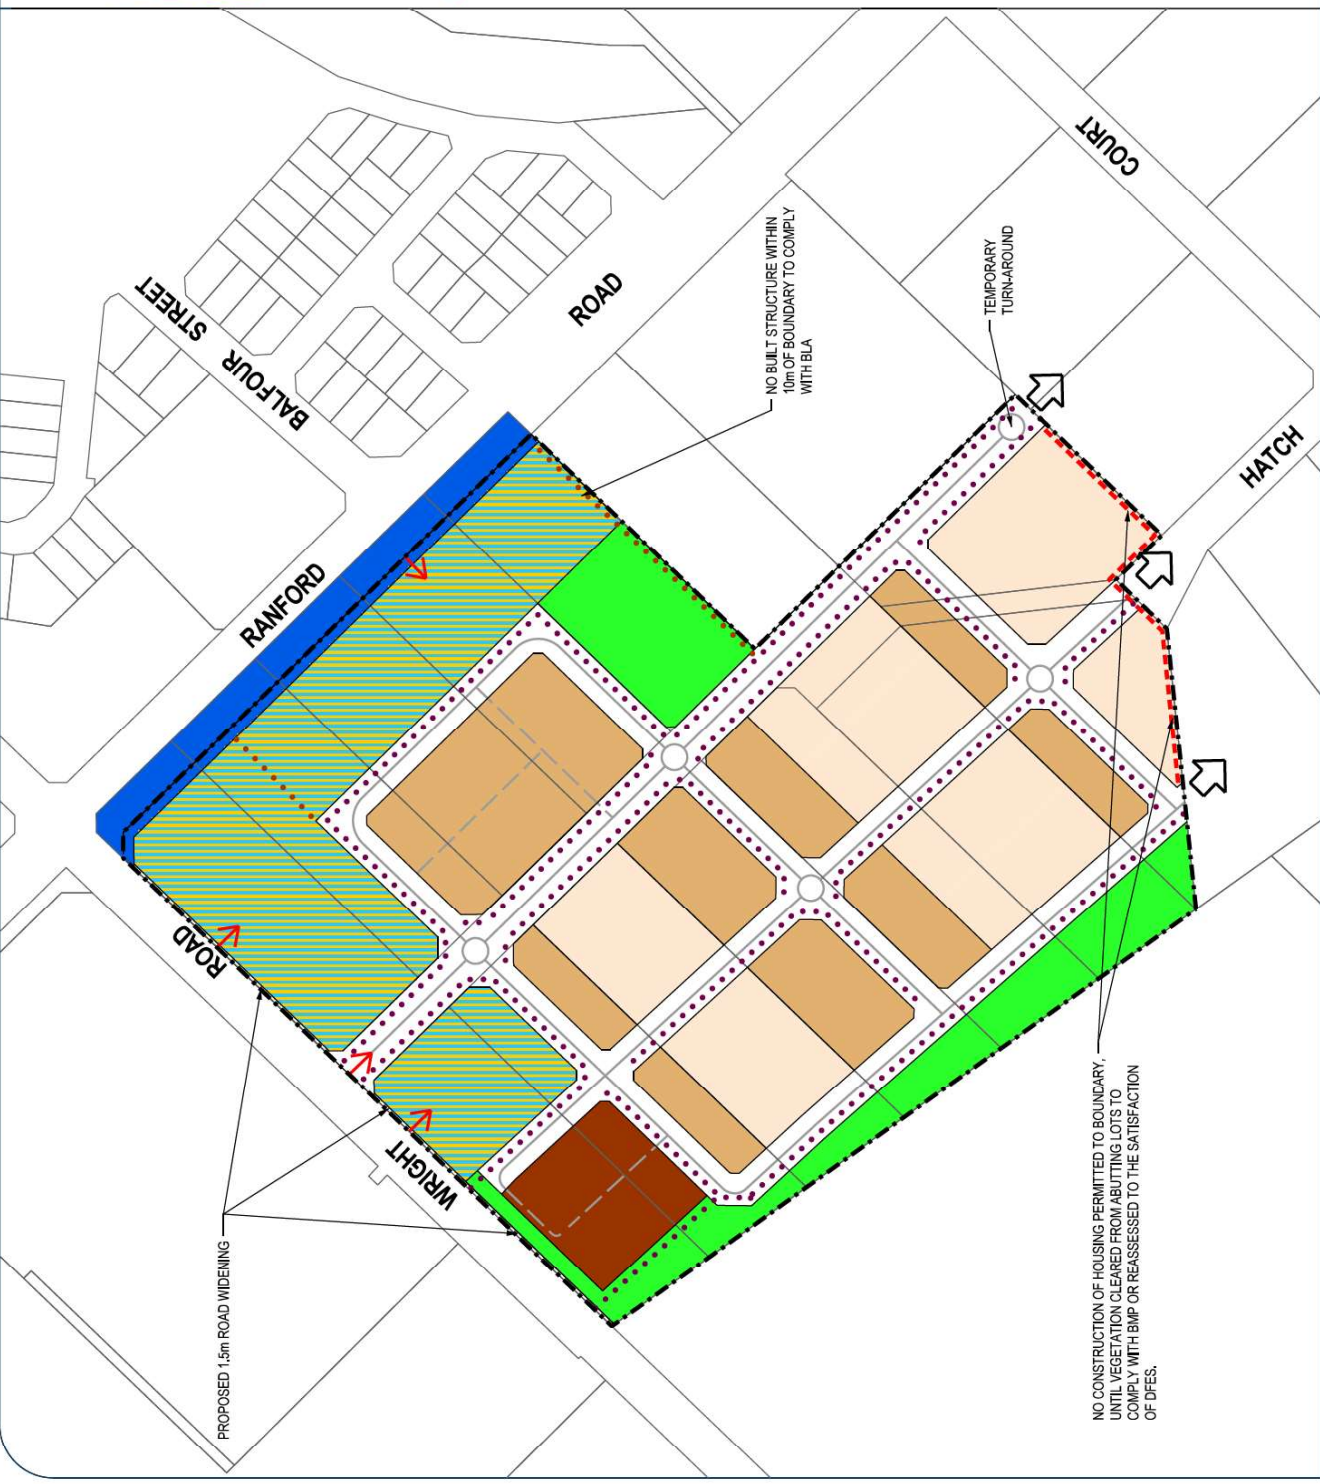 BALFOUR STREET
RANFORD
ROAD
COURT
HATCH
ROAD
WRIGHT
NO BUILT STRUCTURE WITHIN
10m OF BOUNDARY TO COMPLY
WITH BLA
TEMPORARY
TURN-AROUND
PROPOSED 1.5m ROAD WIDENING
NO CONSTRUCTION OF HOUSING PERMITTED TO BOUNDARY,
UNTIL VEGETATION CLEARED FROM ABUTTING LOTS TO
COMPLY WITH BMP OR REASSESSED TO THE SATISFACTION
OF DFES.